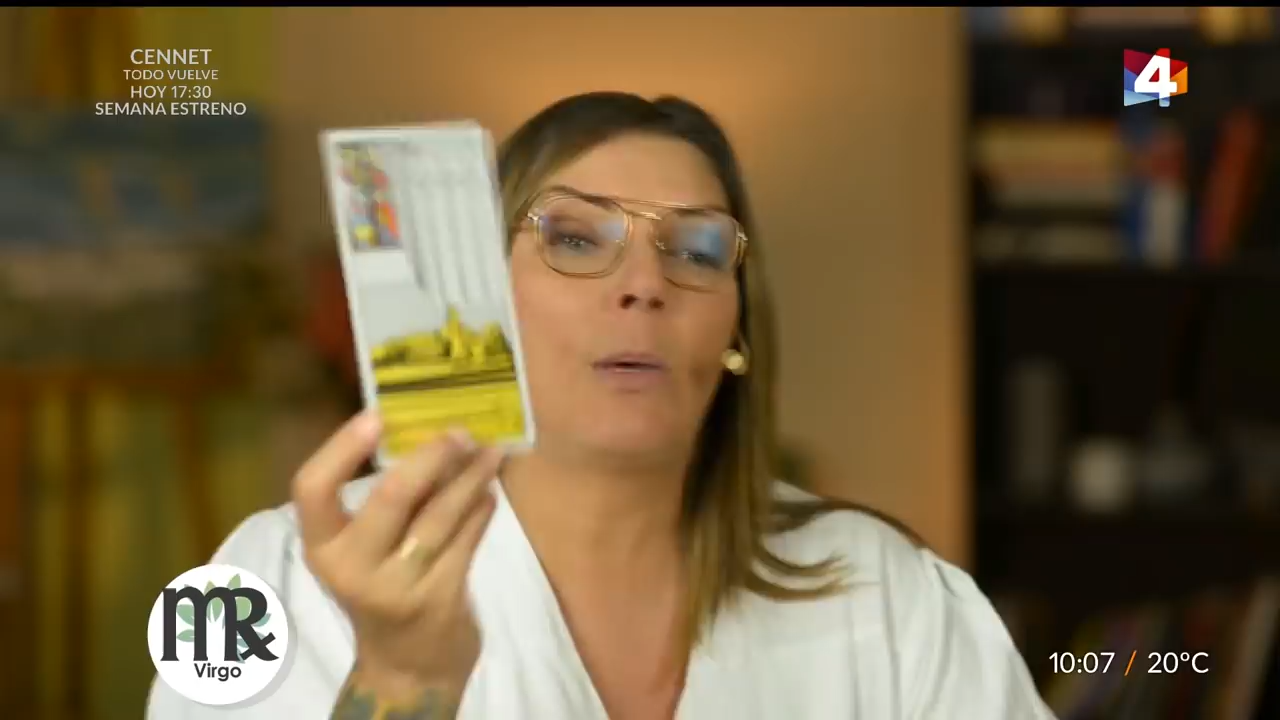 CENNET
TODO VUELVE
HOY 17:30
SEMANA ESTRENO
4
MR
Virgo
10:07 / 20°C